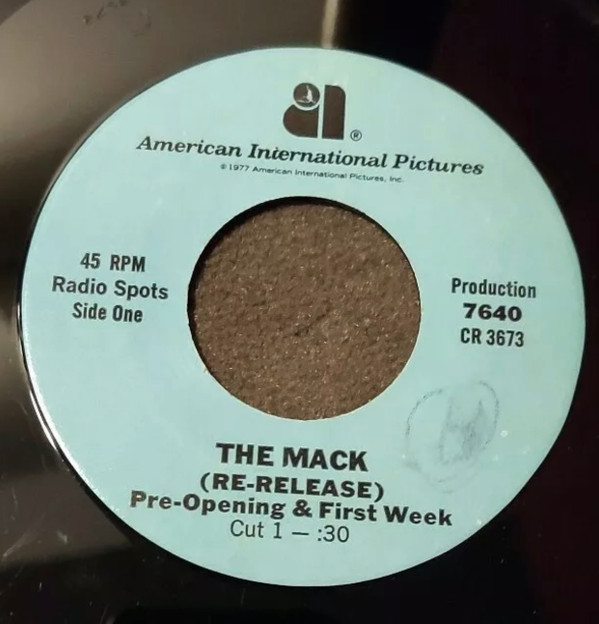 ai®
American International Pictures
© 1977 American International Pictures, Inc.
45 RPM
Radio Spots
Side One
Production
7640
CR 3673
THE MACK
(RE-RELEASE)
Pre-Opening & First Week
Cut 1 — :30